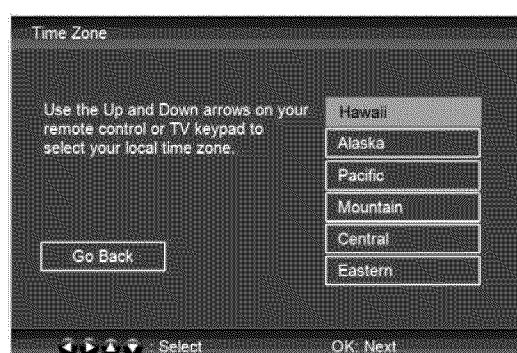 Time Zone
Use the Up and Down arrows on your
remote control or TV keypad to
select your local time zone.
Hawaii
Alaska
Pacific
Mountain
Central
Eastern
Go Back
: Select
OK: Next